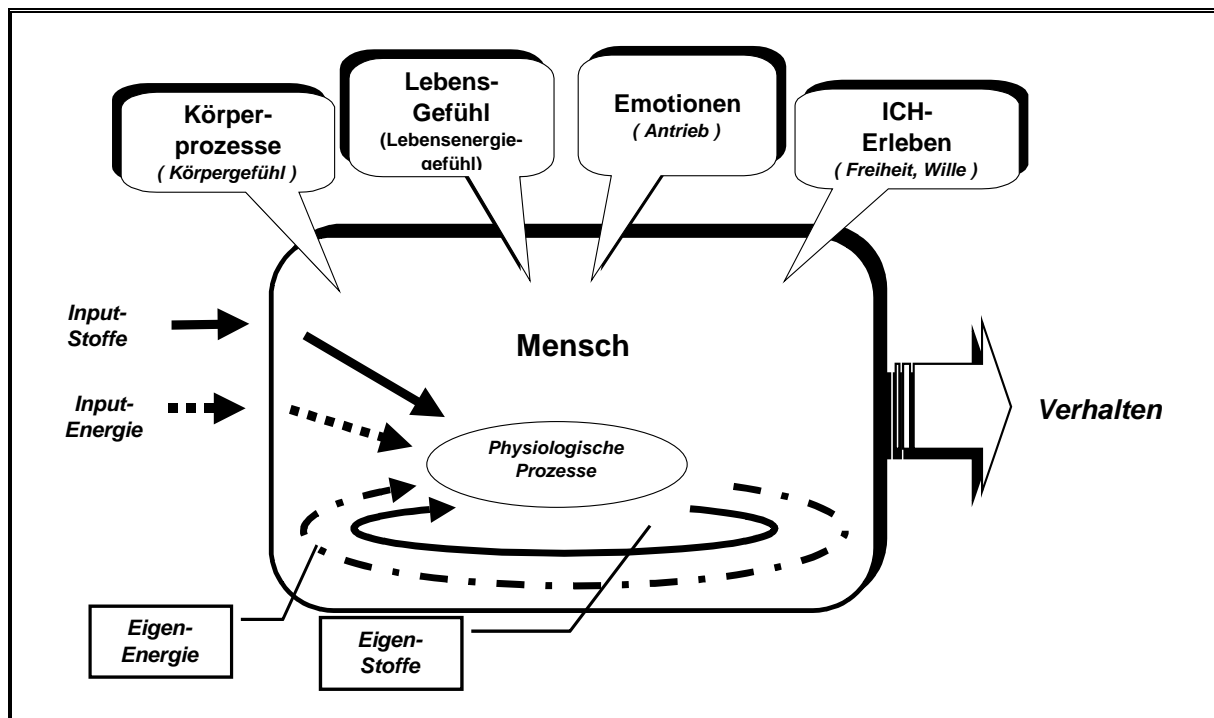 Körper-
prozesse
( Körpergefühl )
Lebens-
Gefühl
(Lebensenergie-
gefühl)
Emotionen
( Antrieb )
ICH-
Erleben
( Freiheit, Wille )
Input-
Stoffe
Mensch
Input-
Energie
Verhalten
Physiologische
Prozesse
Eigen-
Energie
Eigen-
Stoffe